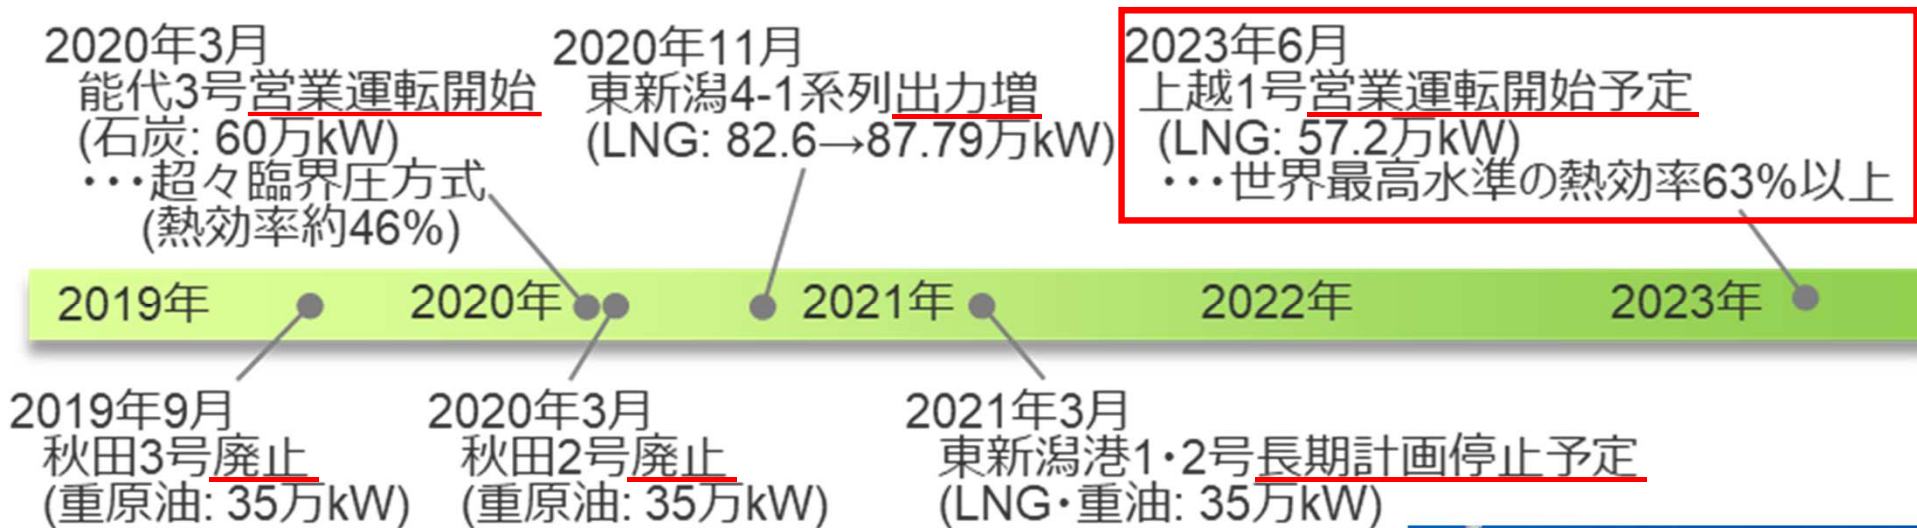 2020年3月
能代3号営業運転開始
(石炭: 60万kW)
･･･超々臨界圧方式
(熱効率約46%)
2020年11月
東新潟4-1系列出力増
(LNG: 82.6→87.79万kW)
2023年6月
上越1号営業運転開始予定
(LNG: 57.2万kW)
･･･世界最高水準の熱効率63%以上
2019年
2020年
2021年
2022年
2023年
2019年9月
秋田3号廃止
(重原油: 35万kW)
2020年3月
秋田2号廃止
(重原油: 35万kW)
2021年3月
東新潟港1･2号長期計画停止予定
(LNG･重油: 35万kW)